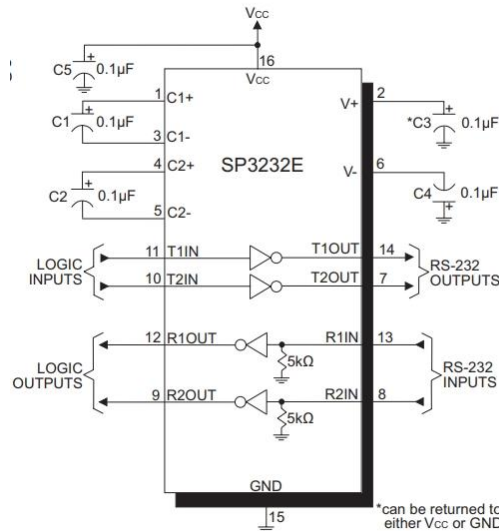 VCC
16
VCC
C5
0.1µF
1
C1+
C1
0.1µF
3
C1-
4
C2+
C2
0.1µF
5
C2-
SP3232E
V+
2
*C3
0.1µF
V-
6
C4
0.1µF
LOGIC
INPUTS
11
T1IN
T1OUT
14
10
T2IN
T2OUT
7
RS-232
OUTPUTS
LOGIC
OUTPUTS
12
R1OUT
R1IN
13
5kΩ
9
R2OUT
R2IN
8
5kΩ
RS-232
INPUTS
GND
15
*can be returned to
either VCC or GND